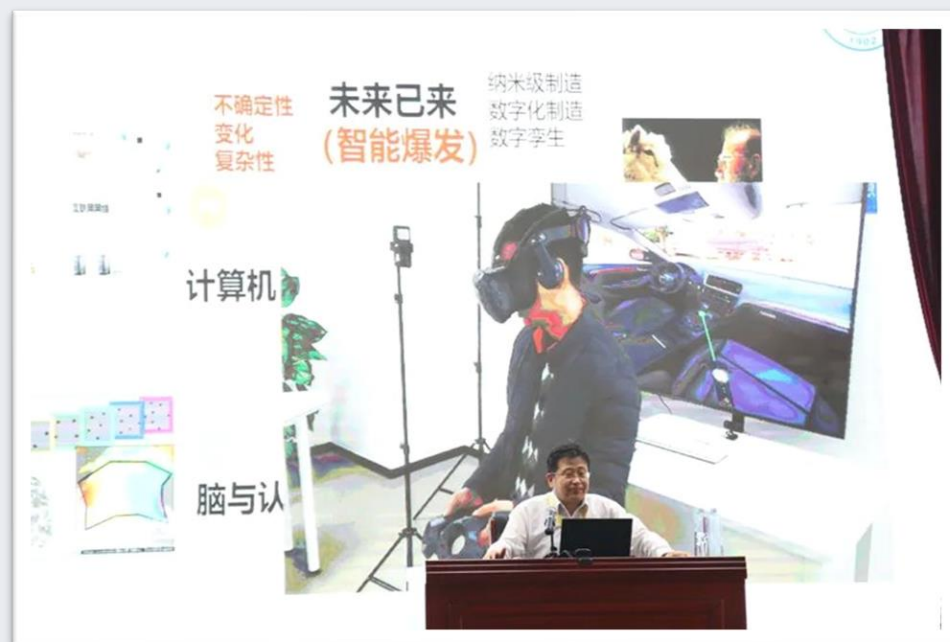 不确定性
变化
复杂性
未来已来
(智能爆发)
纳米级制造
数字化制造
数字孪生
计算机
脑与认